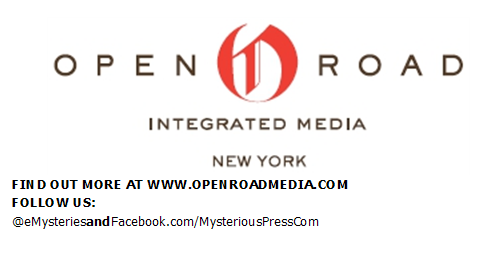 OPEN ROAD
INTEGRATED MEDIA
NEW YORK
FIND OUT MORE AT WWW.OPENROADMEDIA.COM
FOLLOW US:
@eMysteriesandFacebook.com/MysteriousPressCom